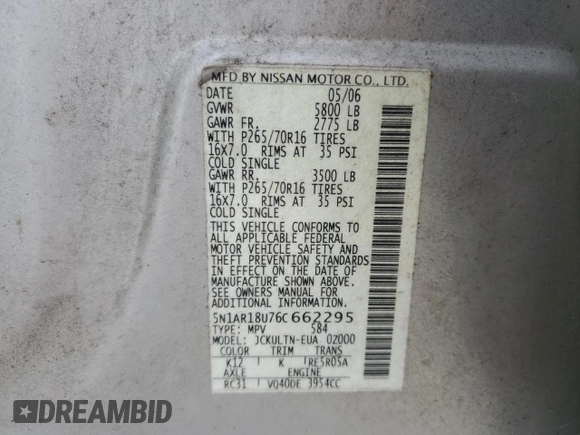 MFD BY NISSAN MOTOR CO., LTD.
DATE 05/06
GVWR 5800 LB
GAWR FR. 2775 LB
WITH P265/70R16 TIRES
16X7.0 RIMS AT 35 PSI
COLD SINGLE
GAWR RR. 3500 LB
WITH P265/70R16 TIRES
16X7.0 RIMS AT 35 PSI
COLD SINGLE
THIS VEHICLE CONFORMS TO
ALL APPLICABLE FEDERAL
MOTOR VEHICLE SAFETY AND
THEFT PREVENTION STANDARDS
IN EFFECT ON THE DATE OF
MANUFACTURE SHOWN ABOVE.
SEE OWNERS MANUAL FOR
ADDITIONAL INFORMATION.
5N1AR18U76C662295
TYPE: MPV 584
MODEL: JCKULTN-EUA 02000
COLOR TRIM TRANS
K12 K RE5R05A
AXLE ENGINE
RC31 VQ40DE 3954CC
DREAMBID